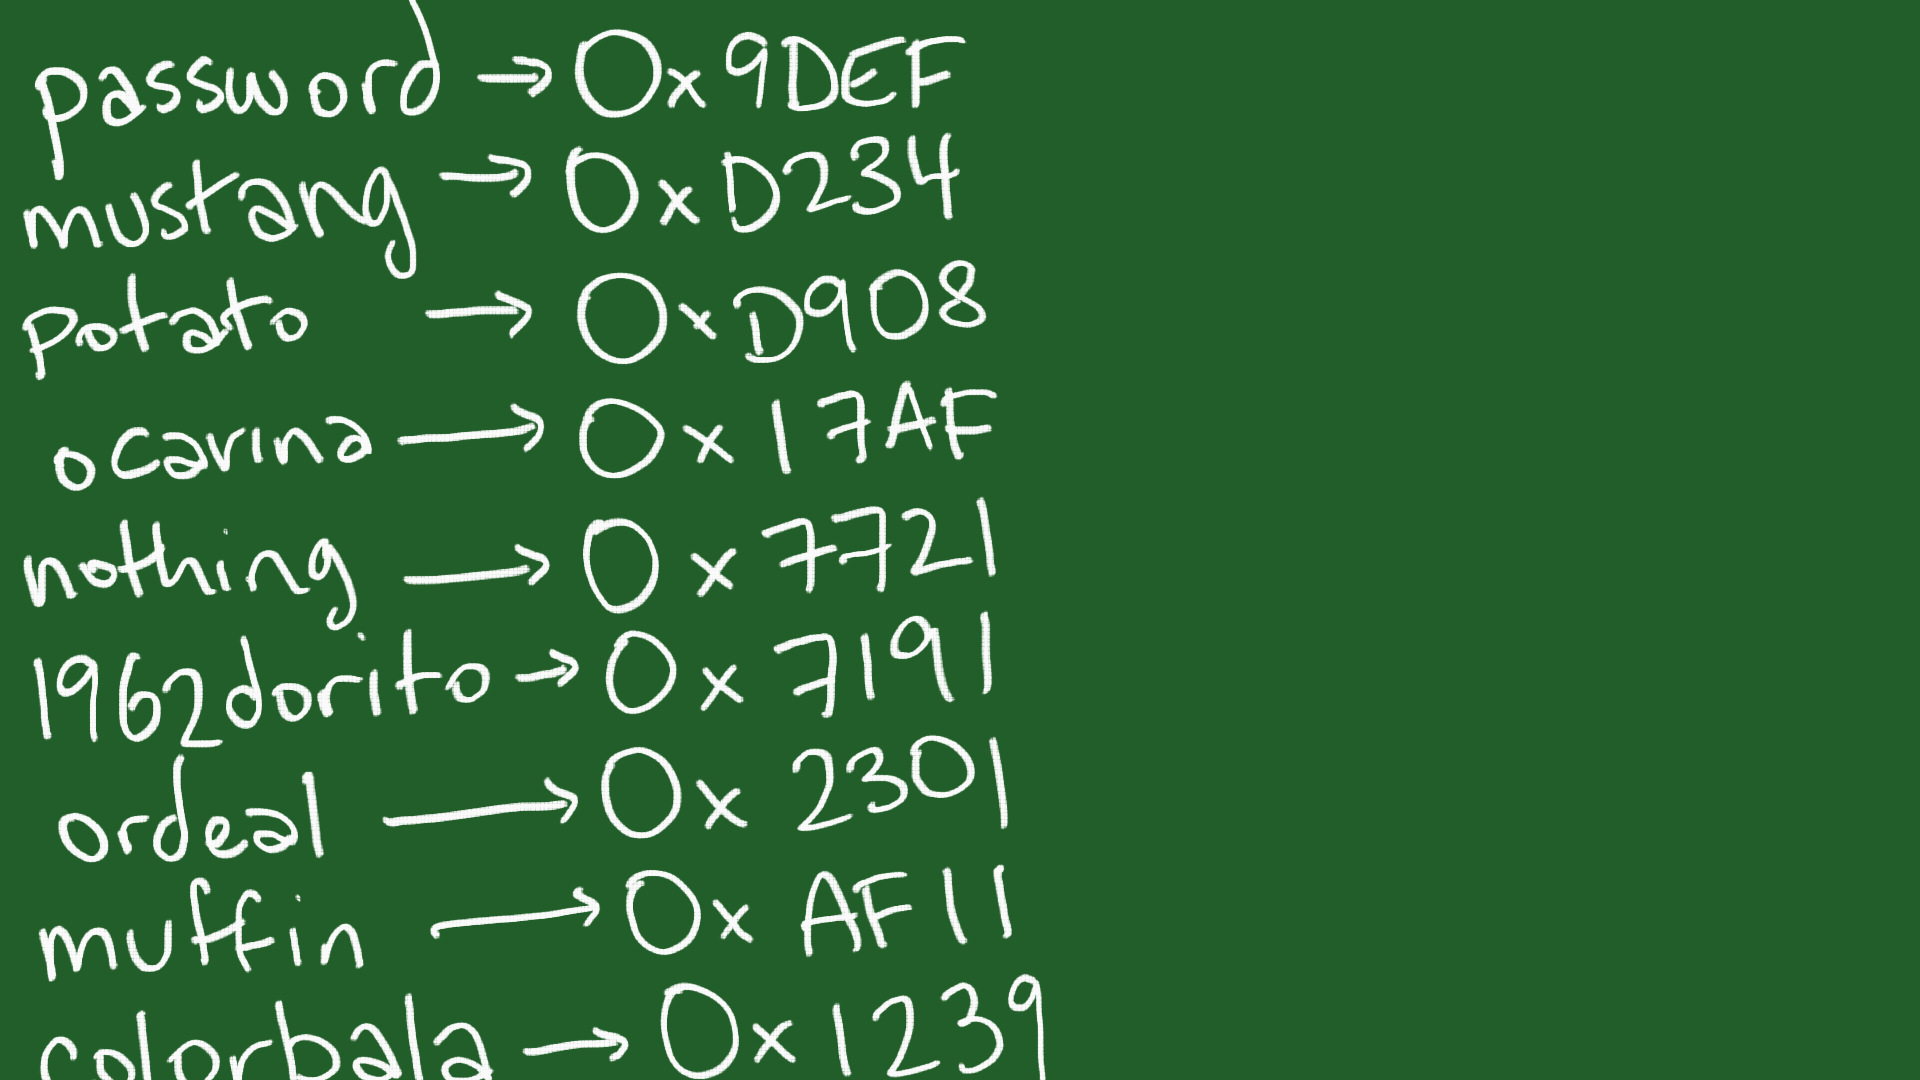 password → 0x9DEF
mustang → 0xD234
potato → 0xD908
ocarina → 0x17AF
nothing → 0x7721
1962dorito → 0x7191
ordeal → 0x2301
muffin → 0xAF11
colorbala → 0x1239